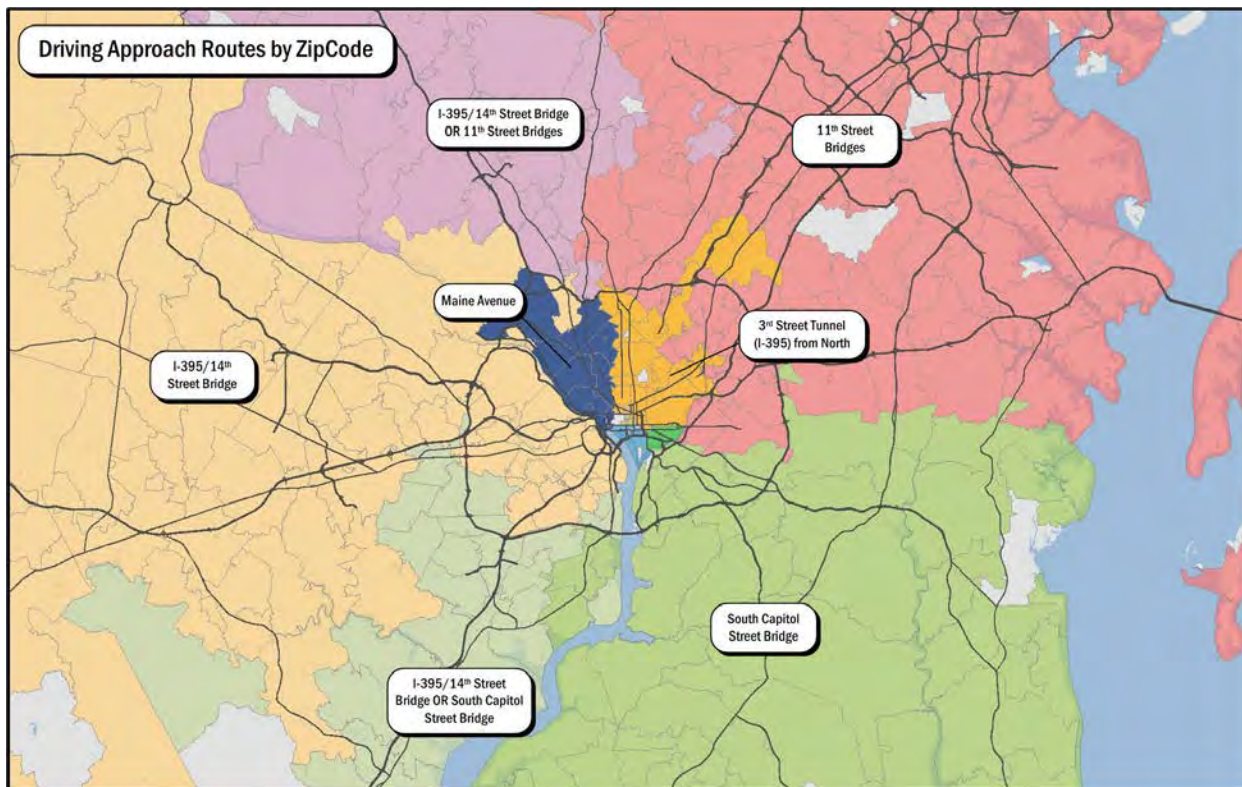 Driving Approach Routes by ZipCode
I-395/14th Street Bridge
OR 11th Street Bridges
11th Street
Bridges
Maine Avenue
3rd Street Tunnel
(I-395) from North
I-395/14th
Street Bridge
South Capitol
Street Bridge
I-395/14th Street
Bridge OR South Capitol
Street Bridge